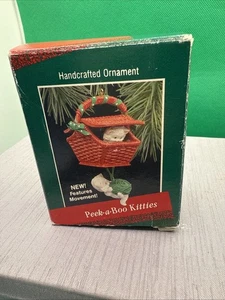 Handcrafted Ornament
NEW!
Features
Movement!
Peek-a-Boo Kitties